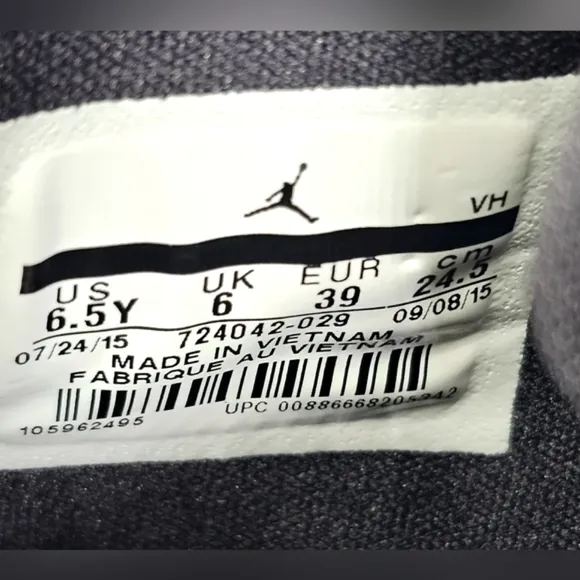 VH
US UK EUR cm
6.5Y 6 39 24.5
07/24/15 724042-029 09/08/15
MADE IN VIETNAM
FABRIQUE AU VIETNAM
UPC
105962495